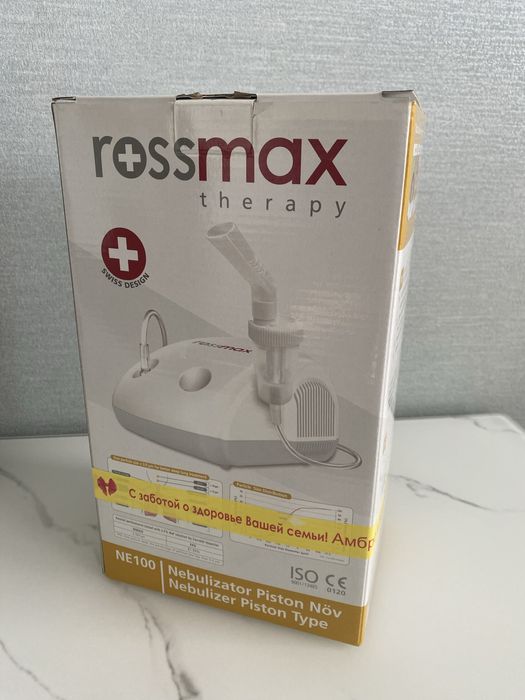 rossmax
therapy
SWISS DESIGN
rossmax
С заботой о здоровье Вашей семьи! Амбр
NE100
Nebulizator Piston Növ
Nebulizer Piston Type
ISO CE
0120